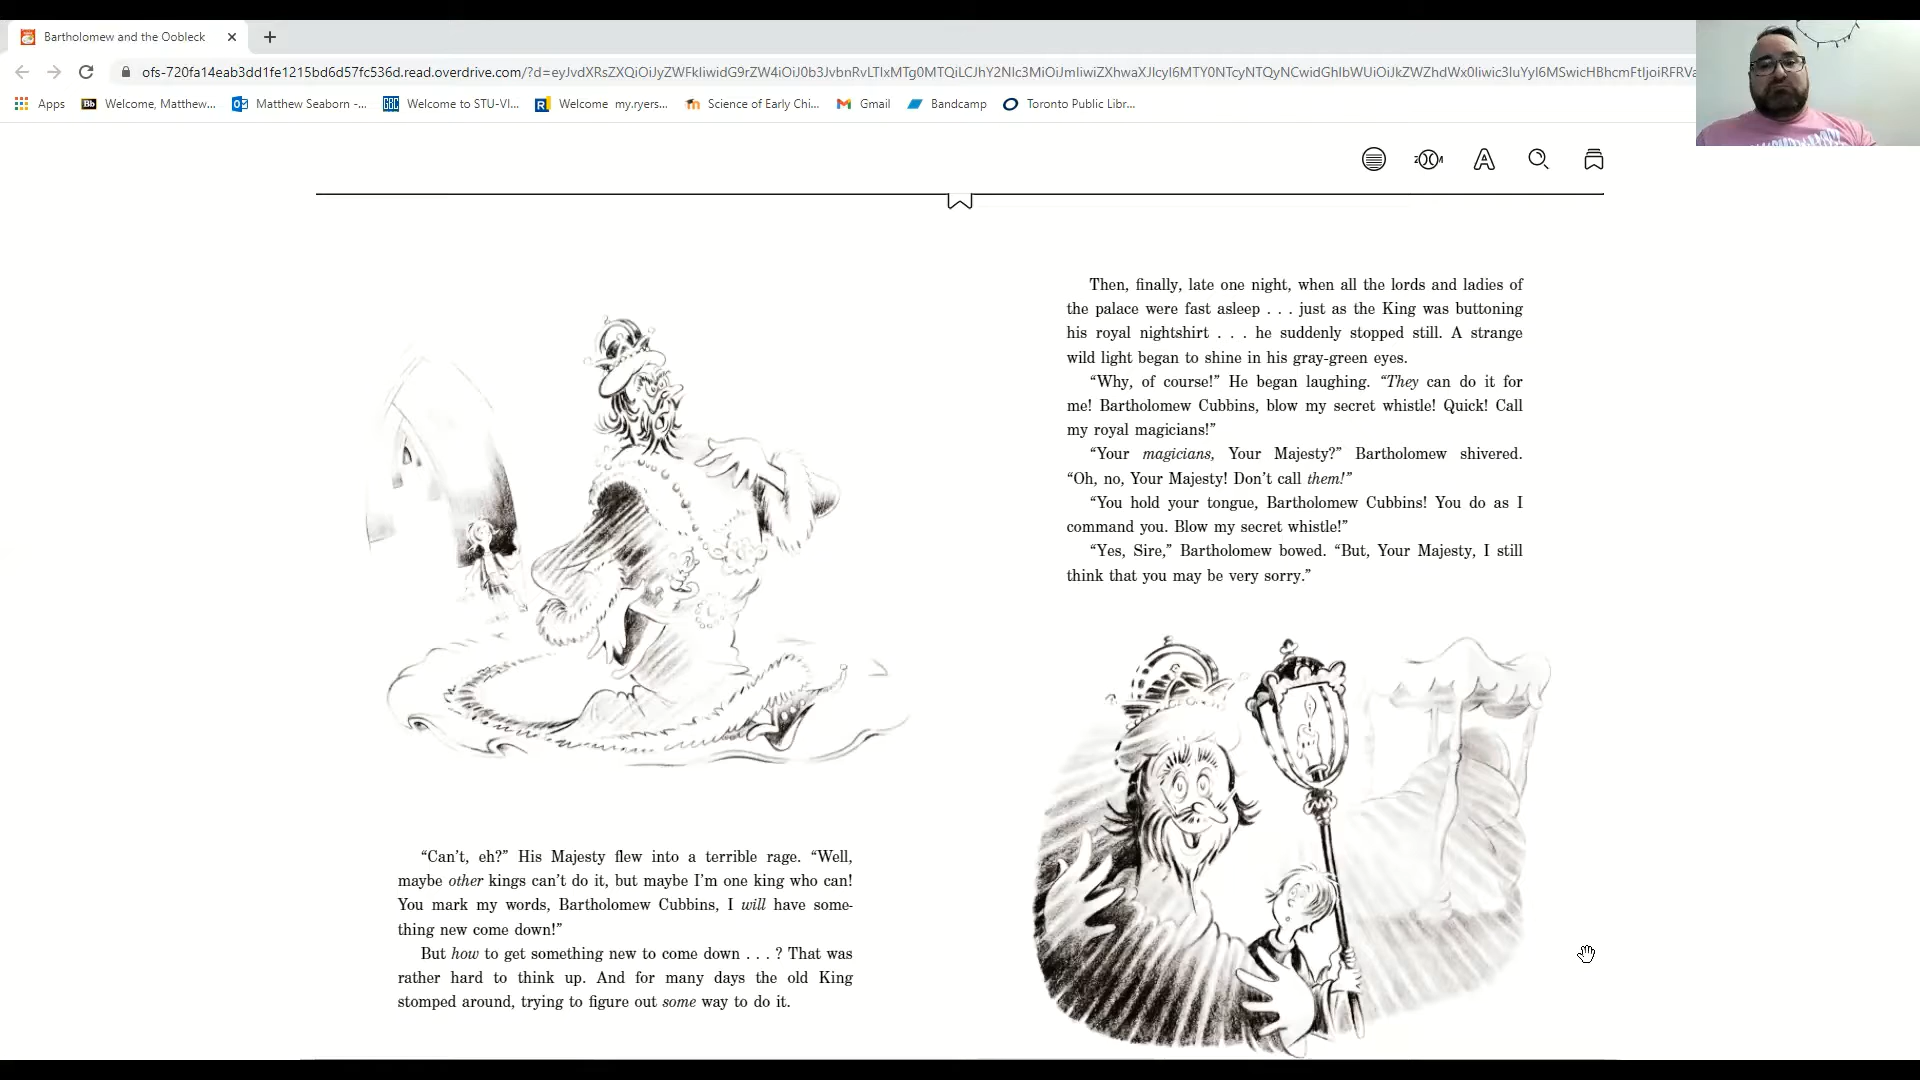 Bartholomew and the Oobleck
Apps
Welcome, Matthew...
Matthew Seaborn -...
Welcome to STU-VI...
Welcome my.ryers...
Science of Early Chi...
Gmail
Bandcamp
Toronto Public Libr...
“Can’t, eh?” His Majesty flew into a terrible rage. “Well,
maybe other kings can’t do it, but maybe I’m one king who can!
You mark my words, Bartholomew Cubbins, I will have some-
thing new come down!”
But how to get something new to come down . . . ? That was
rather hard to think up. And for many days the old King
stomped around, trying to figure out some way to do it.
Then, finally, late one night, when all the lords and ladies of
the palace were fast asleep . . . just as the King was buttoning
his royal nightshirt . . . he suddenly stopped still. A strange
wild light began to shine in his gray-green eyes.
“Why, of course!” He began laughing. “They can do it for
me! Bartholomew Cubbins, blow my secret whistle! Quick! Call
my royal magicians!”
“Your magicians, Your Majesty?” Bartholomew shivered.
“Oh, no, Your Majesty! Don’t call them!”
“You hold your tongue, Bartholomew Cubbins! You do as I
command you. Blow my secret whistle!”
“Yes, Sire,” Bartholomew bowed. “But, Your Majesty, I still
think that you may be very sorry.”